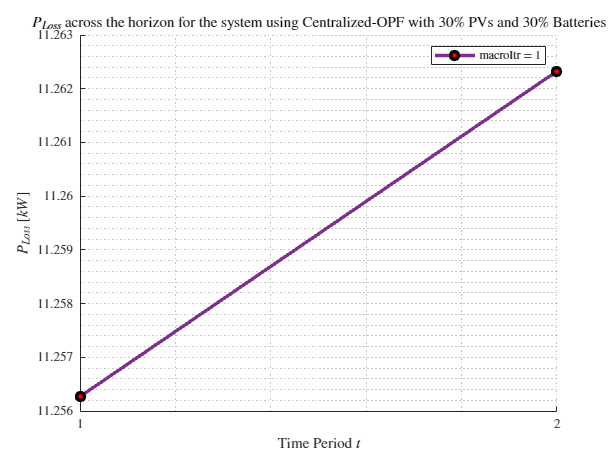 P_Loss across the horizon for the system using Centralized-OPF with 30% PVs and 30% Batteries
macroItr = 1
11.263
11.262
11.261
11.26
11.259
11.258
11.257
11.256
P_Loss [kW]
1
2
Time Period t